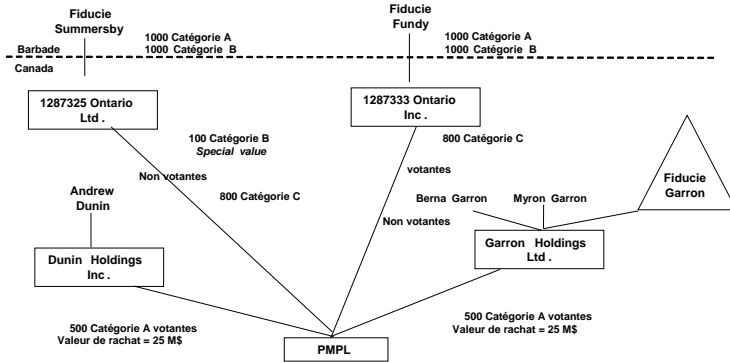 Fiducie
Summersby
Fiducie
Fundy
1000 Catégorie A
1000 Catégorie B
1000 Catégorie A
1000 Catégorie B
Barbade
Canada
1287325 Ontario
Ltd .
1287333 Ontario
Inc .
100 Catégorie B
Special value
800 Catégorie C
Non votantes
votantes
Fiducie
Garron
Andrew
Dunin
800 Catégorie C
Berna Garron
Myron Garron
Non votantes
Dunin Holdings
Inc .
Garron Holdings
Ltd .
500 Catégorie A votantes
Valeur de rachat = 25 M$
500 Catégorie A votantes
Valeur de rachat = 25 M$
PMPL